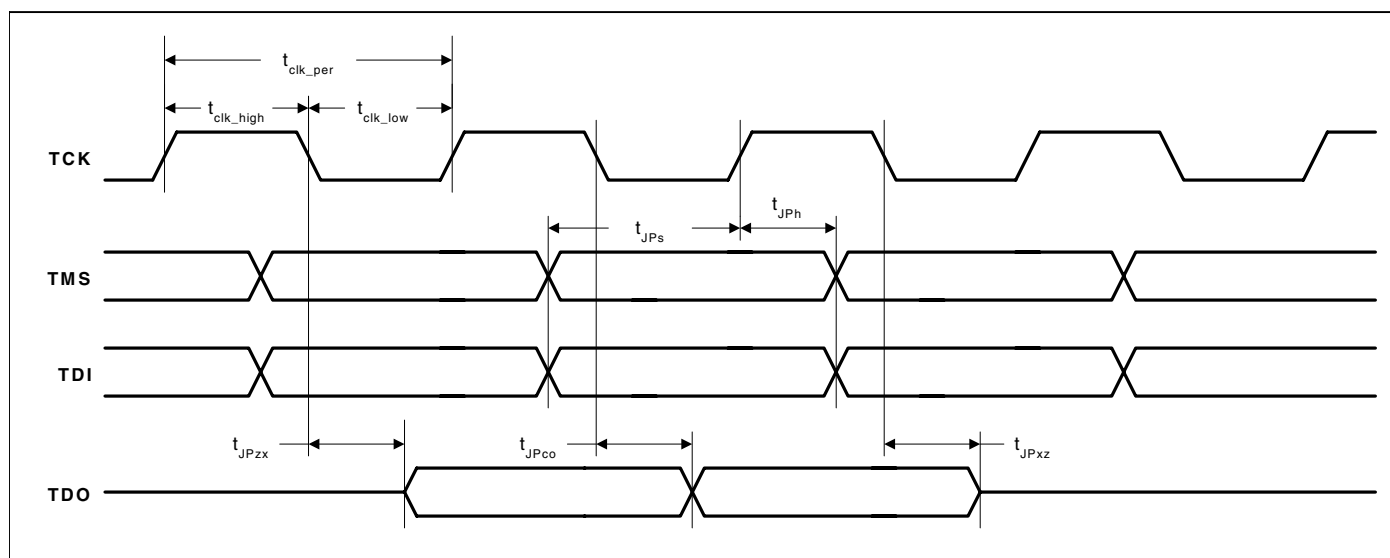 t_clk_per
t_clk_high t_clk_low
TCK
t_JPh
t_JPs
TMS
TDI
t_JPzx t_JPco t_JPxz
TDO